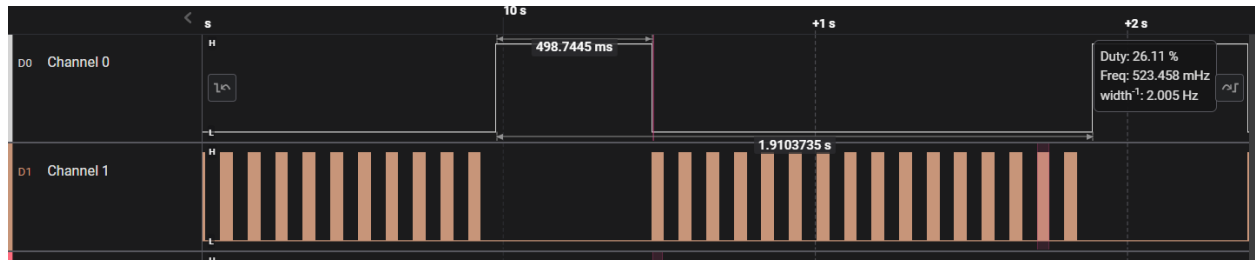 10 s
s
+1 s
+2 s
D0 Channel 0
H
498.7445 ms
Duty: 26.11 %
Freq: 523.458 mHz
width-1: 2.005 Hz
L
1.9103735 s
D1 Channel 1
H
L
H